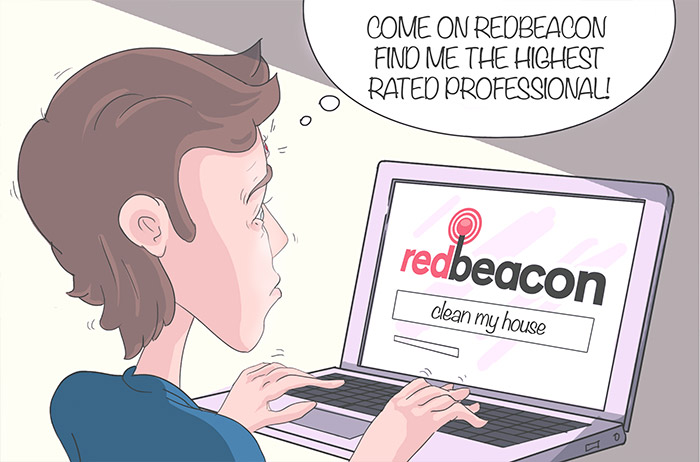 COME ON REDBEACON
FIND ME THE HIGHEST
RATED PROFESSIONAL!
redbeacon
clean my house